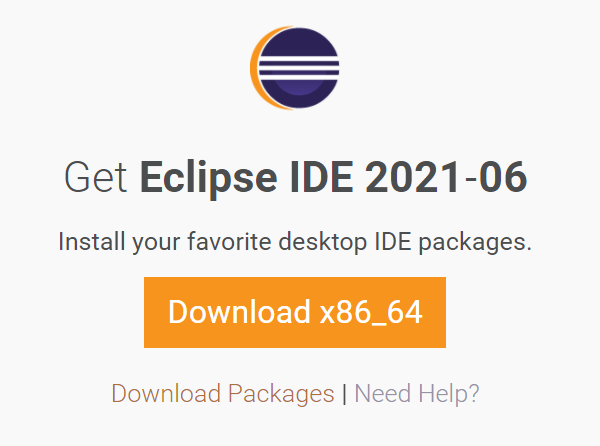 Get Eclipse IDE 2021-06
Install your favorite desktop IDE packages.
Download x86_64
Download Packages | Need Help?